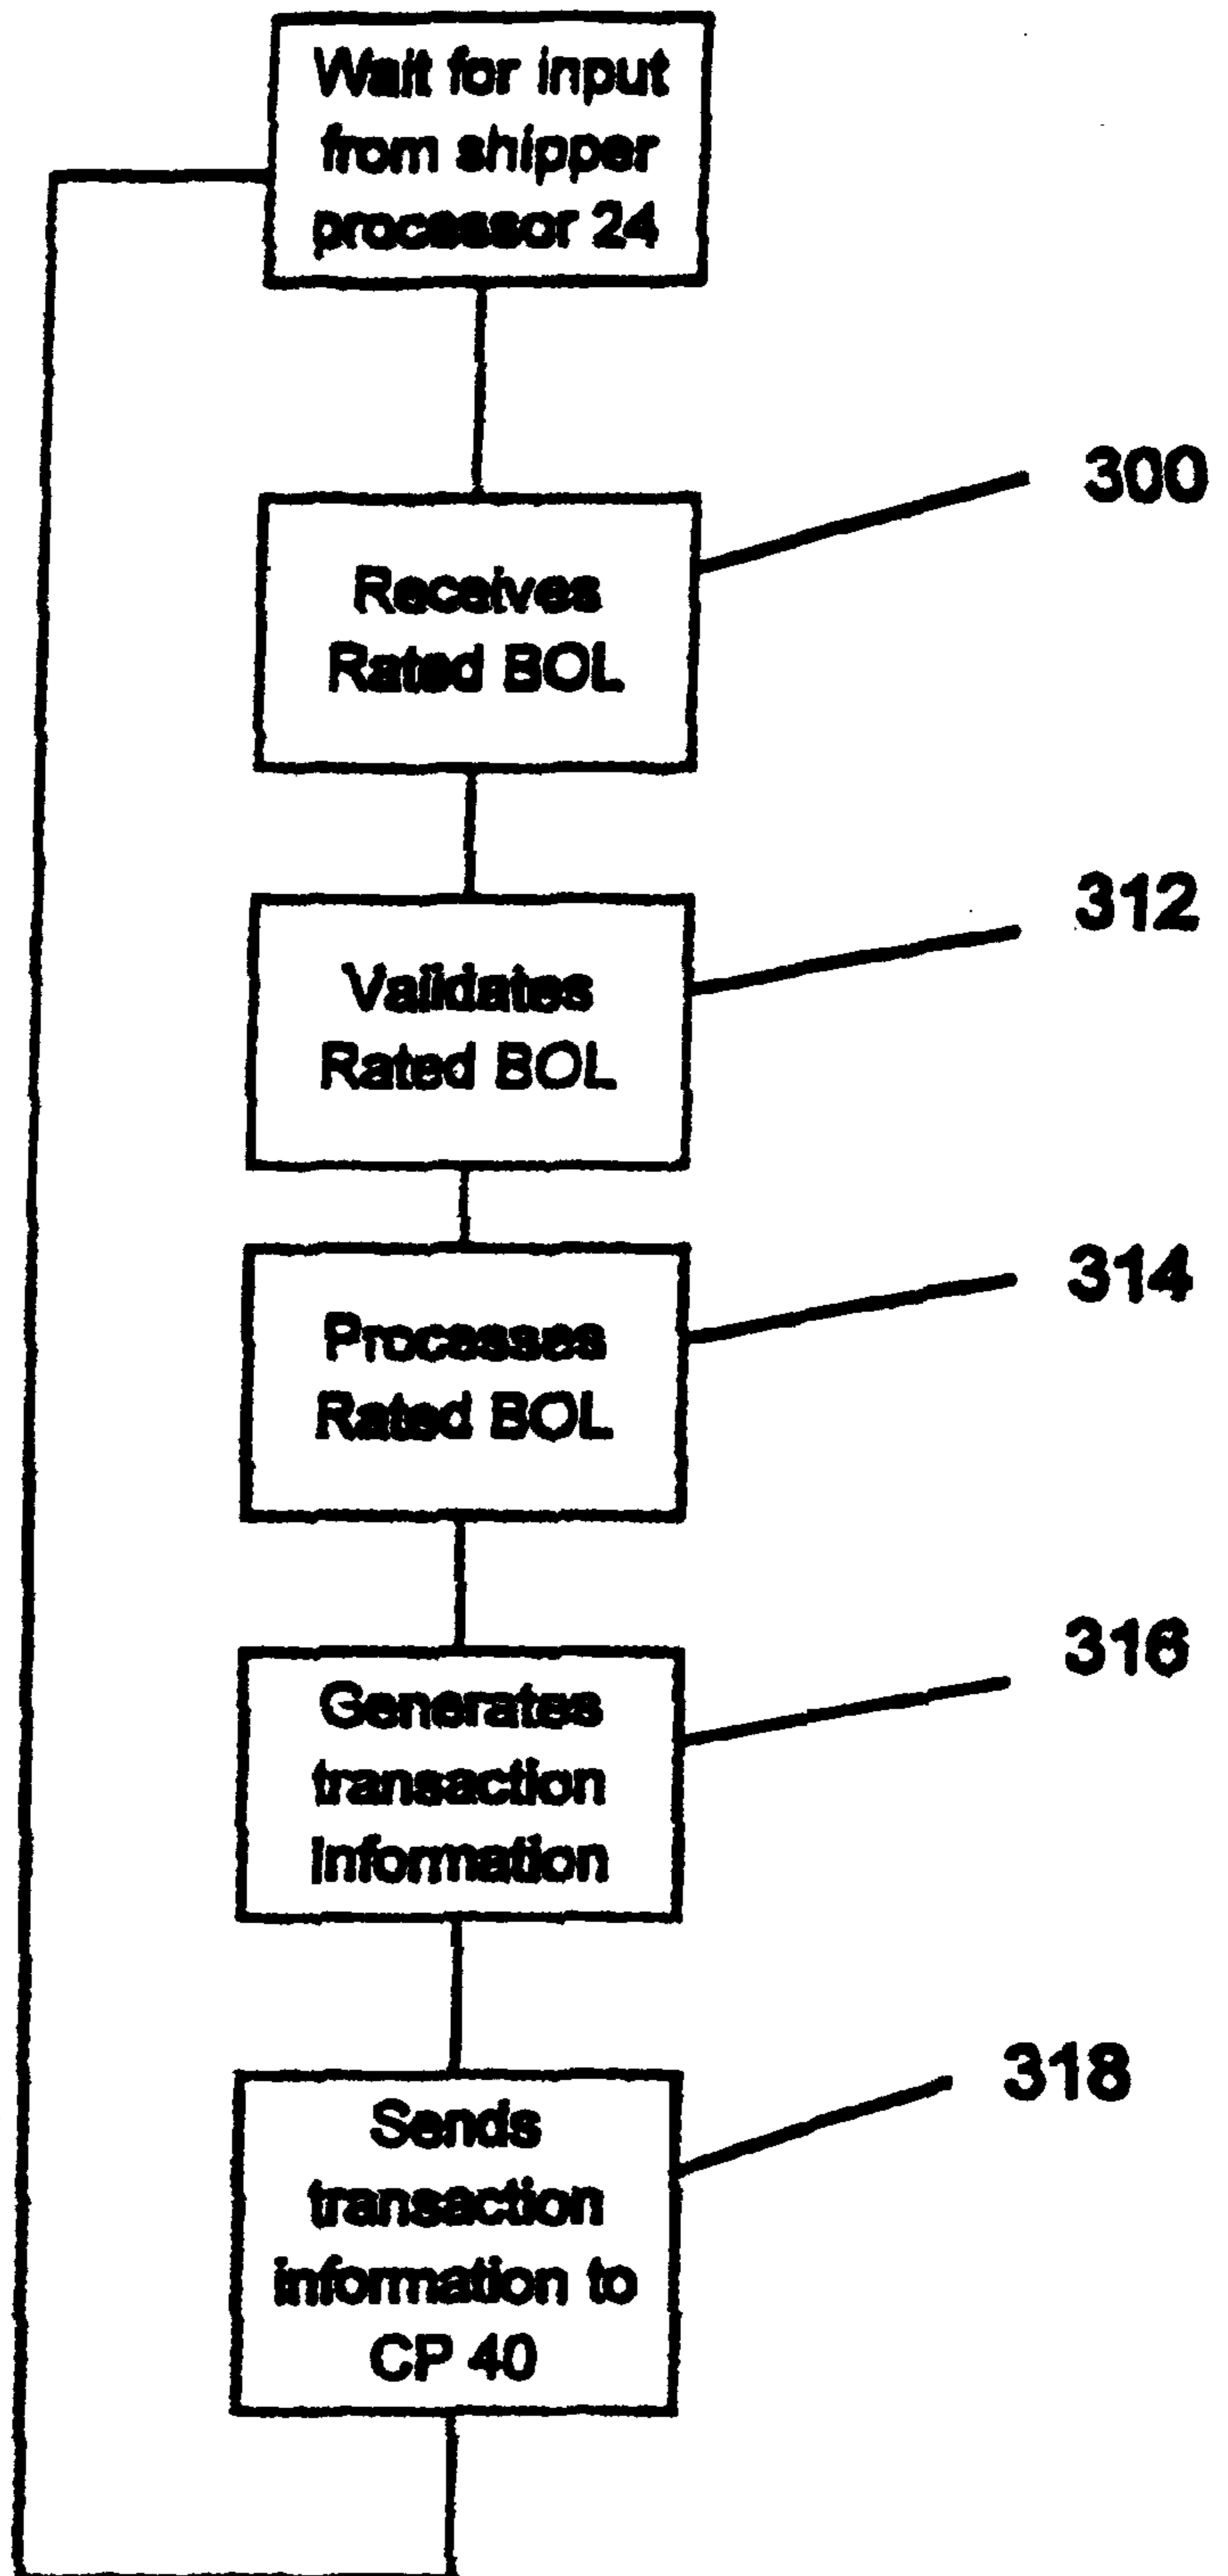 Wait for input
from shipper
processor 24
300
Receives
Rated BOL
312
Validates
Rated BOL
314
Processes
Rated BOL
316
Generates
transaction
information
318
Sends
transaction
information to
CP 40